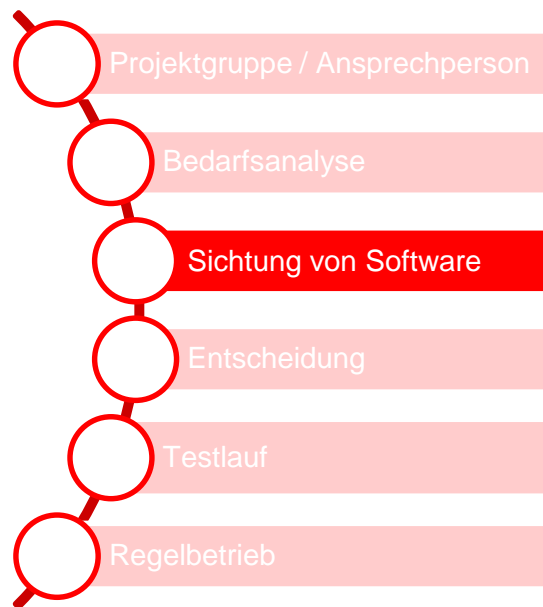 Projektgruppe / Ansprechperson
Bedarfsanalyse
Sichtung von Software
Entscheidung
Testlauf
Regelbetrieb